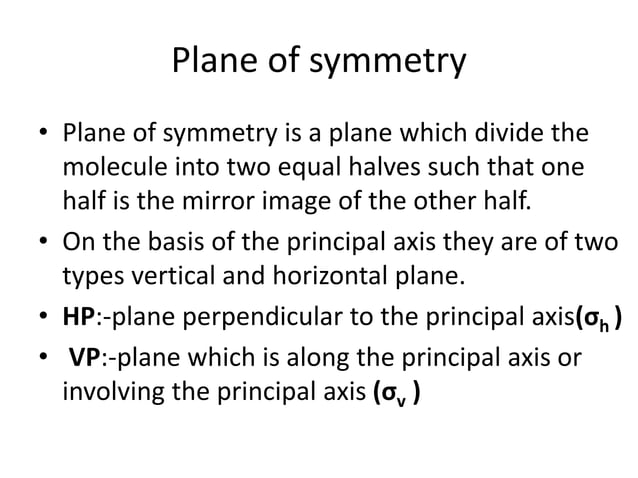 Plane of symmetry
• Plane of symmetry is a plane which divide the
molecule into two equal halves such that one
half is the mirror image of the other half.
• On the basis of the principal axis they are of two
types vertical and horizontal plane.
• HP:-plane perpendicular to the principal axis(σh )
• VP:-plane which is along the principal axis or
involving the principal axis (σv )